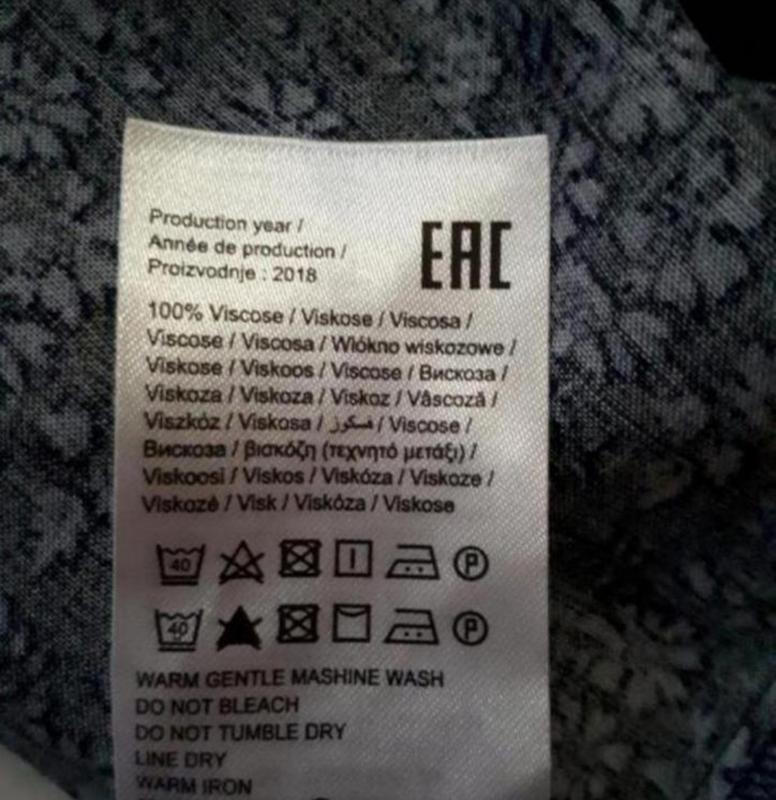 Production year /
Année de production /
Proizvodnje : 2018
EAC
100% Viscose / Viskose / Viscosa /
Viscose / Viscosa / Włókno wiskozowe /
Viskose / Viskoos / Viscose / Вискоза /
Viskoza / Viskoza / Viskoz / Vâscoză /
Viszkóz / Viskosa / فسكوز / Viscose /
Вискоза / βισκόζη (τεχνητό μετάξι) /
Viskoosi / Viskos / Viskóza / Viskoze /
Viskozė / Visk / Viskóza / Viskose
40
P
40
P
WARM GENTLE MASHINE WASH
DO NOT BLEACH
DO NOT TUMBLE DRY
LINE DRY
WARM IRON